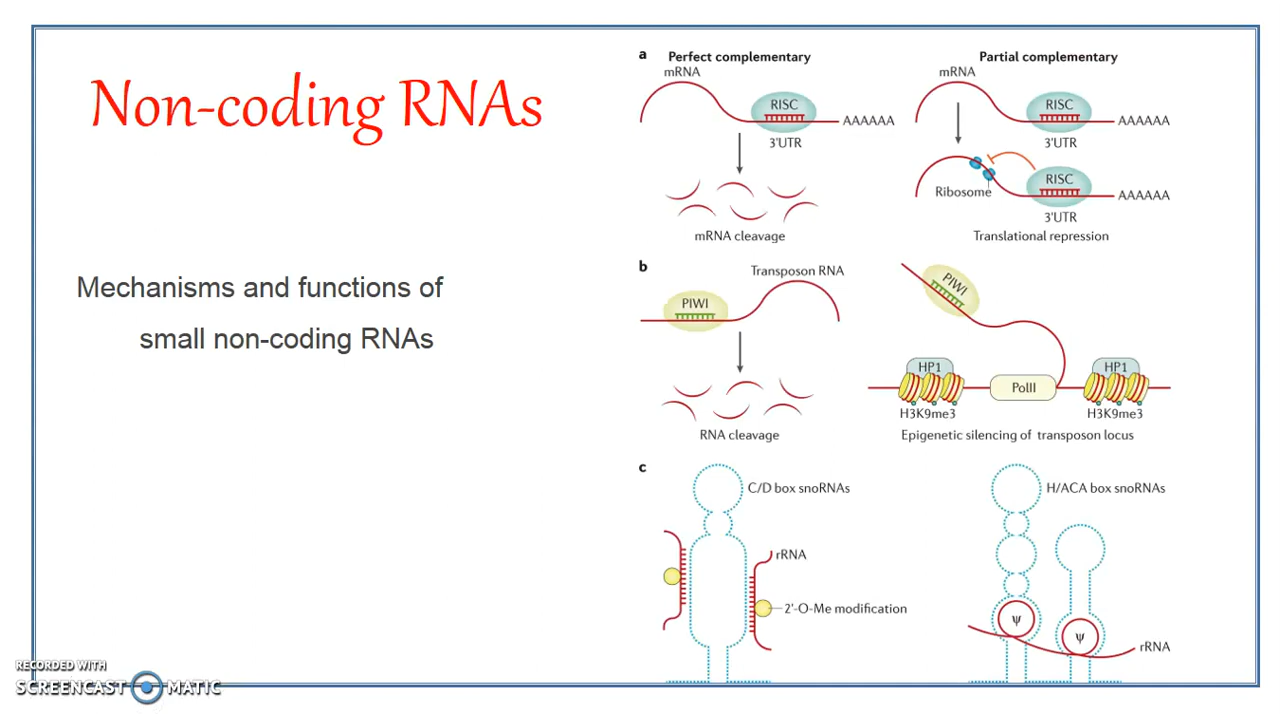 Non-coding RNAs
Mechanisms and functions of
small non-coding RNAs
a
Perfect complementary
mRNA
RISC
AAAAAA
3'UTR
mRNA cleavage
Partial complementary
mRNA
RISC
AAAAAA
3'UTR
Ribosome
RISC
AAAAAA
3'UTR
Translational repression
b
Transposon RNA
PIWI
RNA cleavage
PIWI
HP1
PolII
HP1
H3K9me3
H3K9me3
Epigenetic silencing of transposon locus
c
C/D box snoRNAs
rRNA
2'-O-Me modification
H/ACA box snoRNAs
ψ
ψ
rRNA
RECORDED WITH
SCREENCAST MATIC